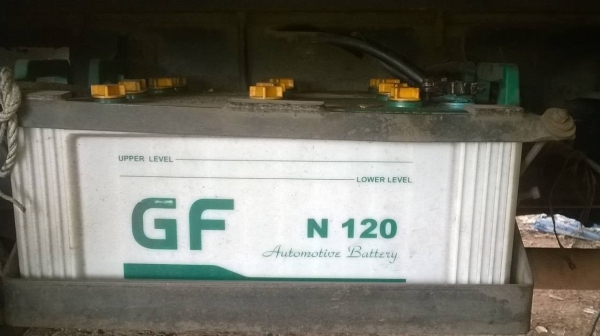 UPPER LEVEL
LOWER LEVEL
GF N 120
Automotive Battery